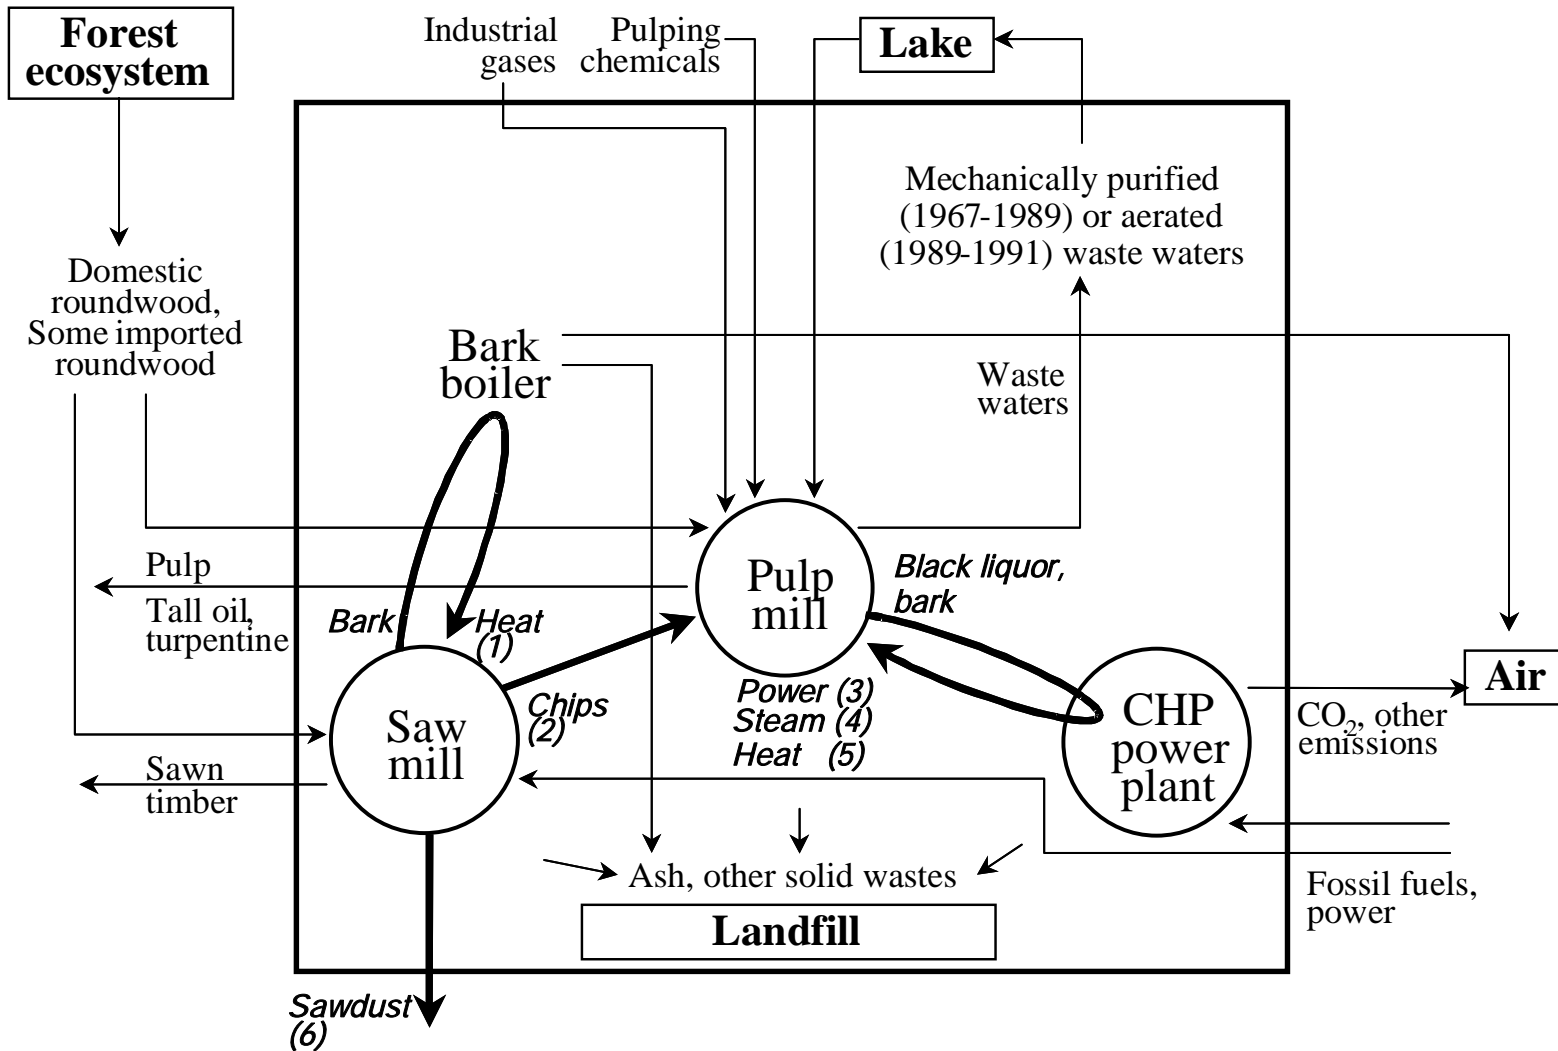 Forest
ecosystem
Industrial
gases
Pulping
chemicals
Lake
Mechanically purified
(1967-1989) or aerated
(1989-1991) waste waters
Domestic
roundwood,
Some imported
roundwood
Bark
boiler
Waste
waters
Pulp
Tall oil,
turpentine
Bark
Heat
(1)
Pulp
mill
Black liquor,
bark
Chips
(2)
Power (3)
Steam (4)
Heat (5)
Saw
mill
CHP
power
plant
Air
CO2, other
emissions
Sawn
timber
Ash, other solid wastes
Landfill
Fossil fuels,
power
Sawdust
(6)